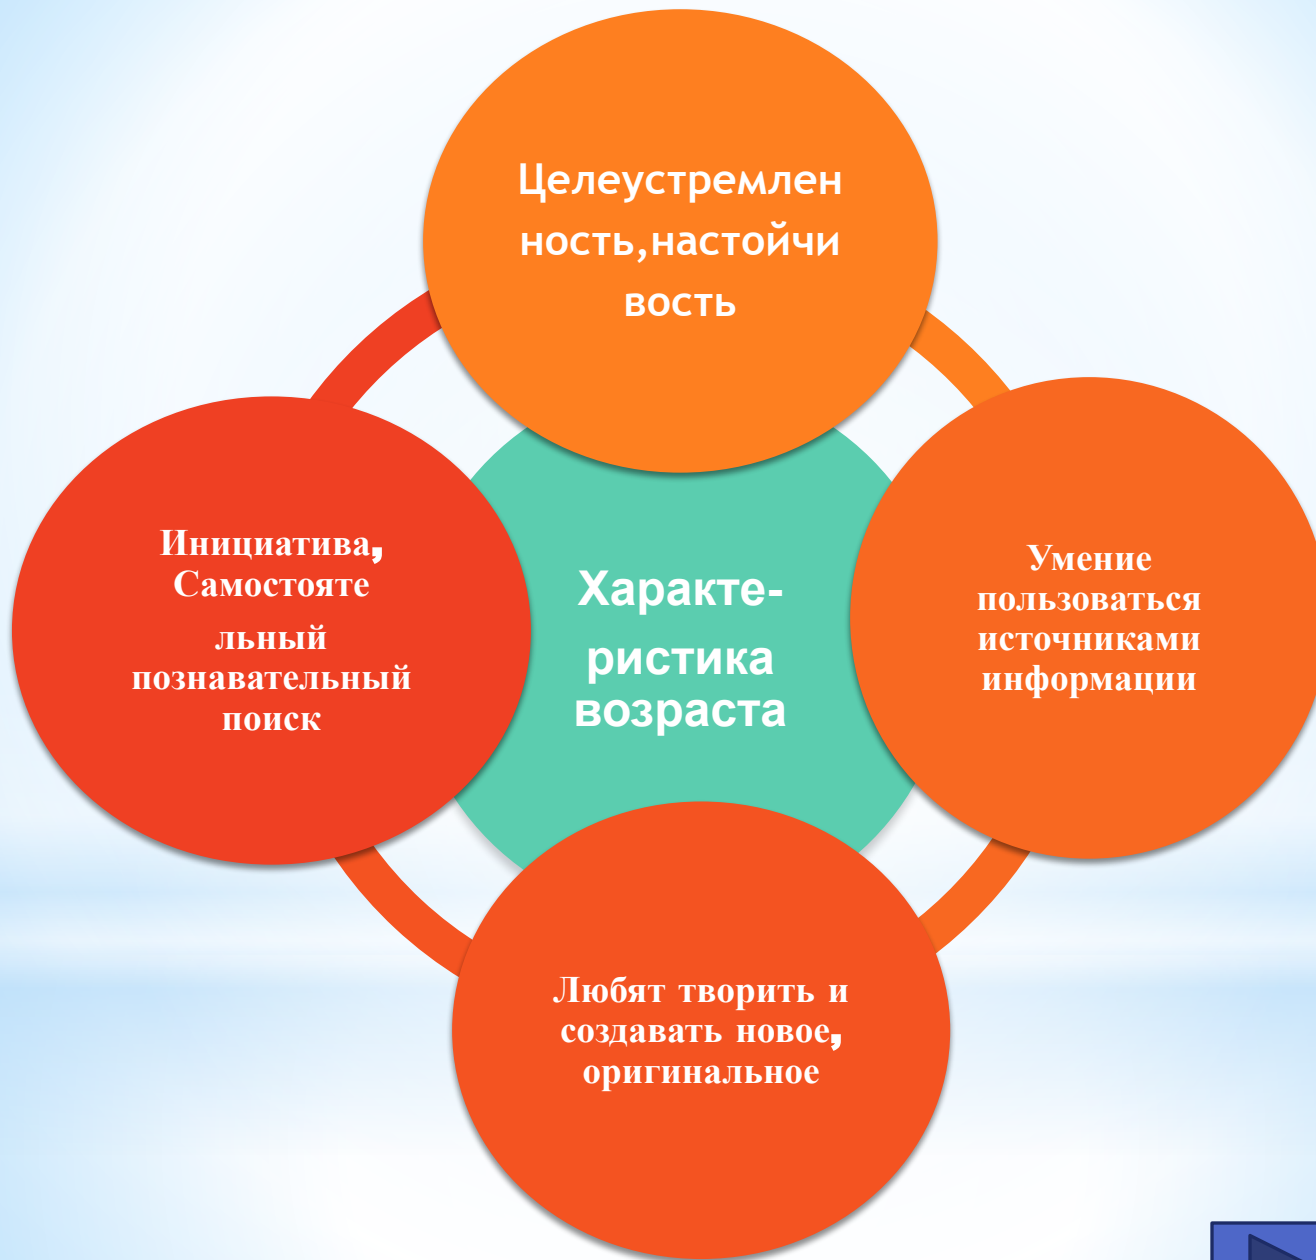 Целеустремлен
ность,настойчи
вость
Инициатива,
Самостояте
льный
познавательный
поиск
Характе-
ристика
возраста
Умение
пользоваться
источниками
информации
Любят творить и
создавать новое,
оригинальное